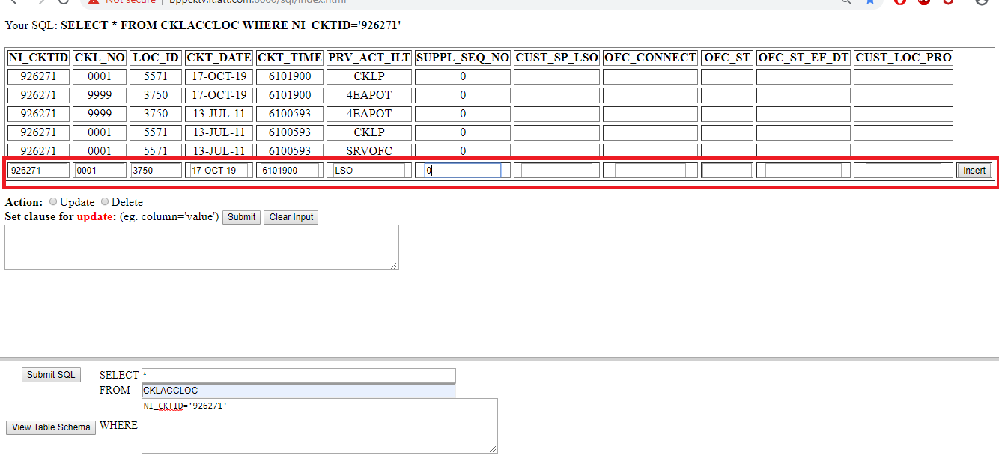 Not secure | bppcktv.it.att.com:8000/sql/index.html
Your SQL: SELECT * FROM CKLACCLOC WHERE NI_CKTID='926271'
NI_CKTID CKL_NO LOC_ID CKT_DATE CKT_TIME PRV_ACT_ILT SUPPL_SEQ_NO CUST_SP_LSO OFC_CONNECT OFC_ST OFC_ST_EF_DT CUST_LOC_PRO
926271 0001 5571 17-OCT-19 6101900 CKLP 0
926271 9999 3750 17-OCT-19 6101900 4EAPOT 0
926271 9999 3750 13-JUL-11 6100593 4EAPOT 0
926271 0001 5571 13-JUL-11 6100593 CKLP 0
926271 0001 5571 13-JUL-11 6100593 SRVOFC 0
926271 0001 3750 17-OCT-19 6101900 LSO 0 insert
Action: Update Delete
Set clause for update: (eg. column='value') Submit Clear Input
Submit SQL SELECT *
FROM CKLACCLOC
NI_CKTID='926271'
View Table Schema WHERE